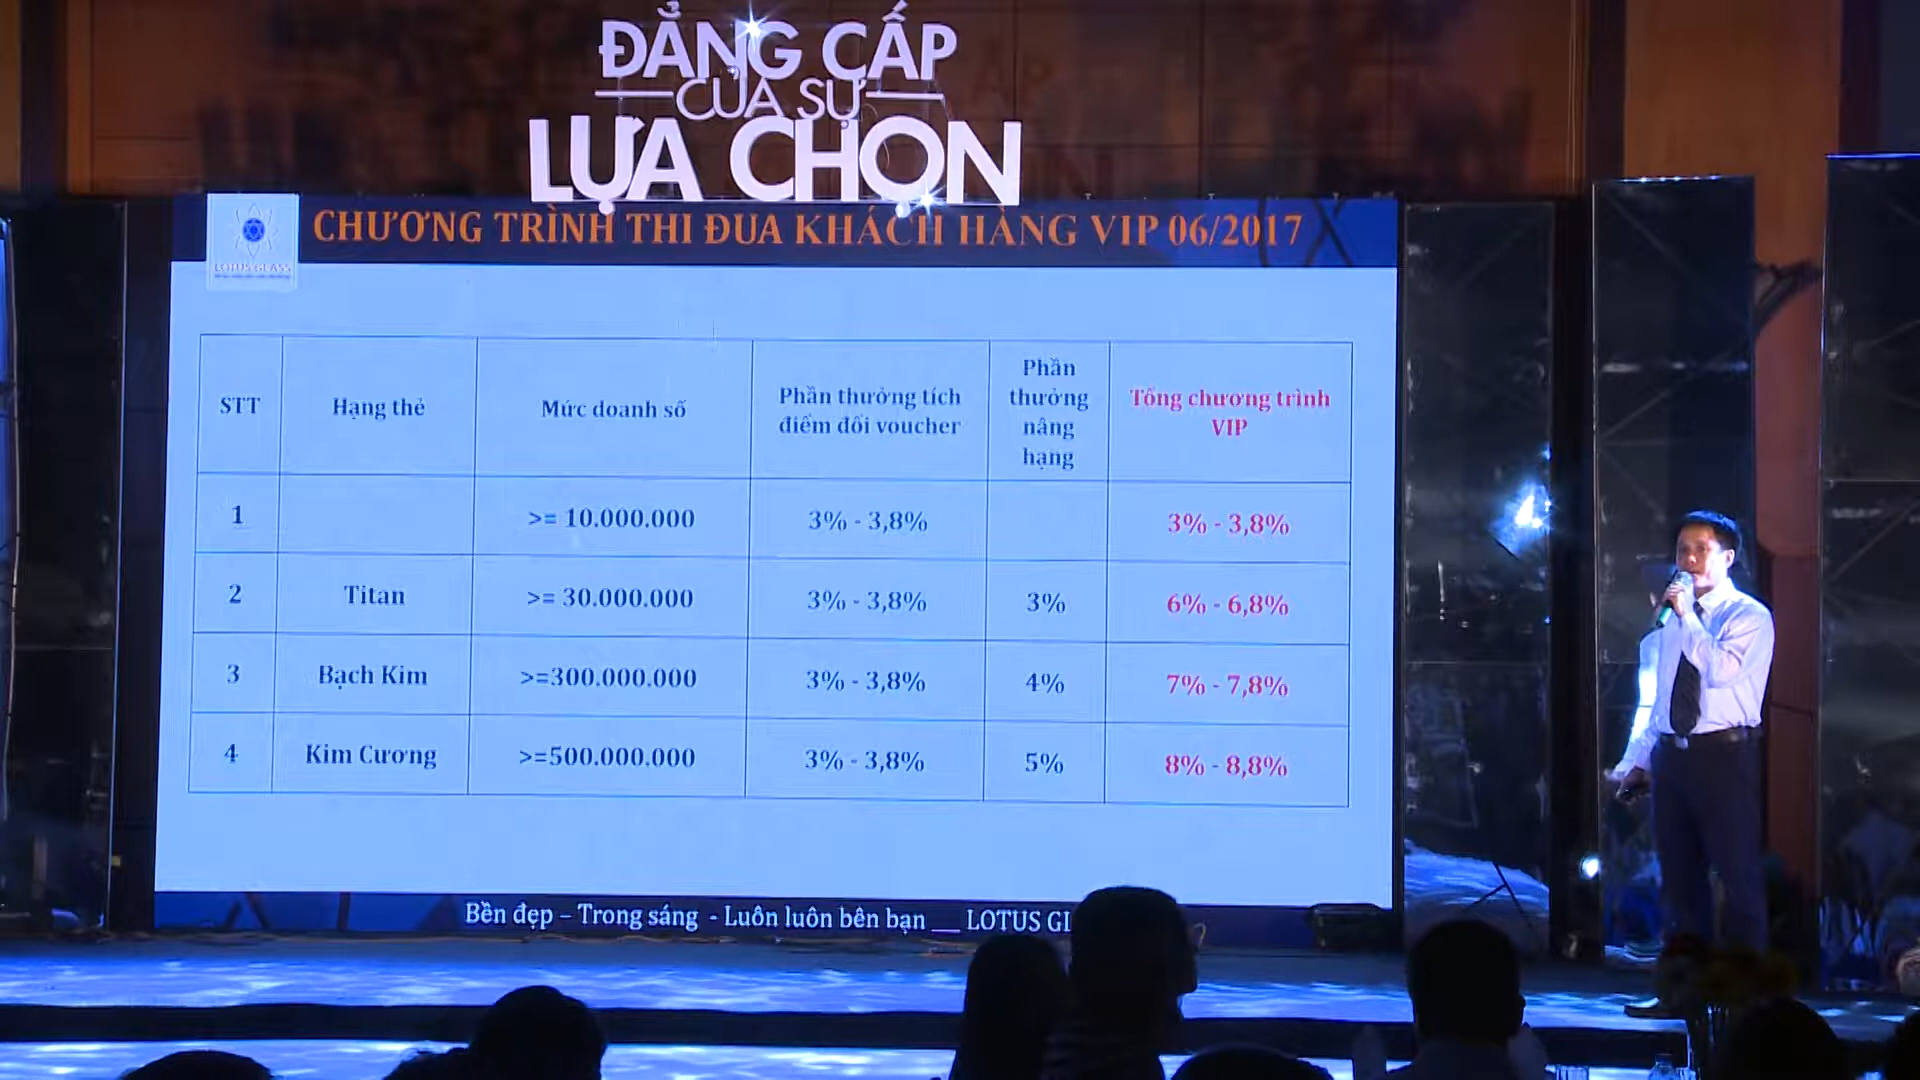 ĐẲNG CẤP
CỦA SỰ
LỰA CHỌN
LOTUS GLASS
CHƯƠNG TRÌNH THI ĐUA KHÁCH HÀNG VIP 06/2017
STT
Hạng thẻ
Mức doanh số
Phần thưởng tích
điểm đổi voucher
Phần
thưởng
nâng
hạng
Tổng chương trình
VIP
1
>= 10.000.000
3% - 3,8%
3% - 3,8%
2
Titan
>= 30.000.000
3% - 3,8%
3%
6% - 6,8%
3
Bạch Kim
>=300.000.000
3% - 3,8%
4%
7% - 7,8%
4
Kim Cương
>=500.000.000
3% - 3,8%
5%
8% - 8,8%
Bền đẹp – Trong sáng - Luôn luôn bên bạn __ LOTUS